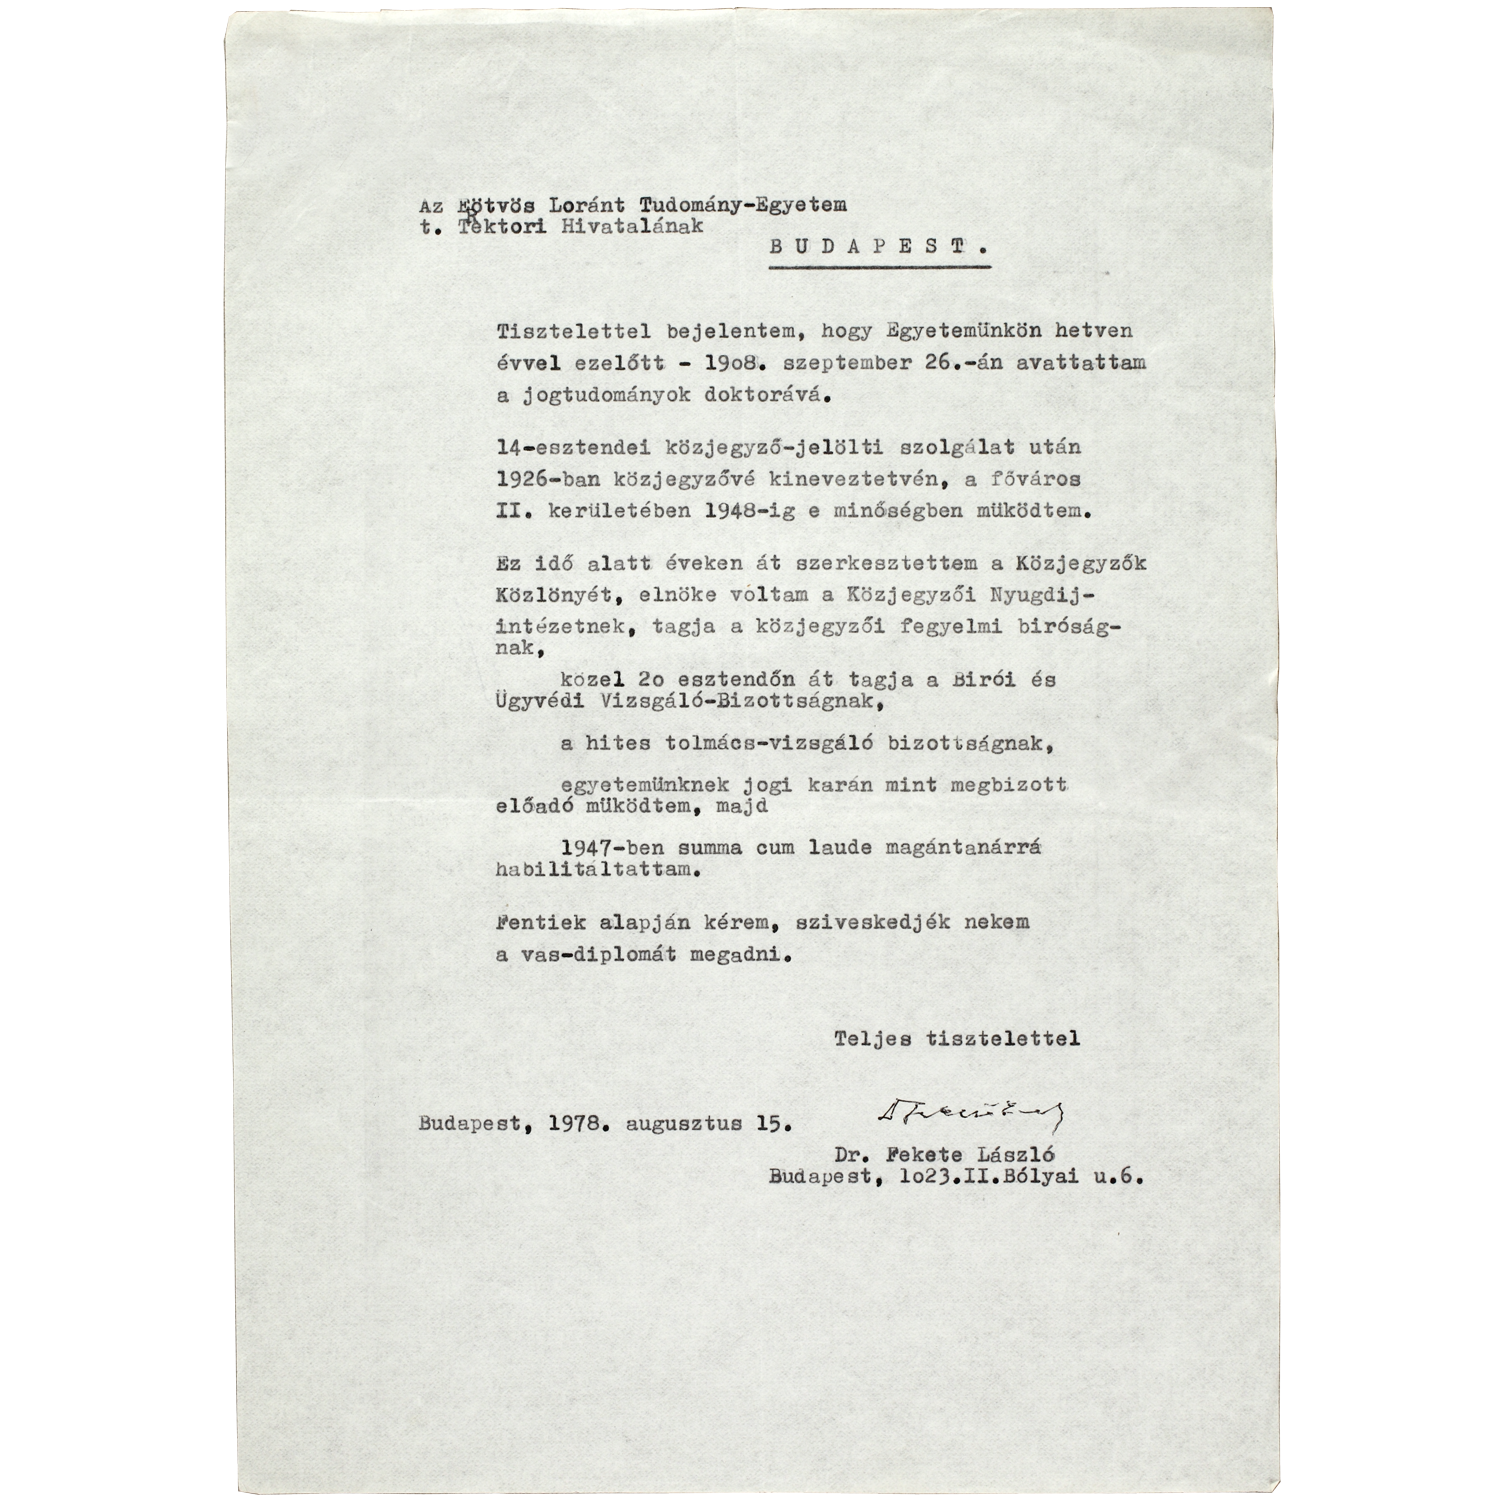 Az Eötvös Loránt Tudomány-Egyetem
t. Rektori Hivatalának
BUDAPEST.
Tisztelettel bejelentem, hogy Egyetemünkön hetven
évvel ezelőtt - 19o8. szeptember 26.-án avattattam
a jogtudományok doktorává.
14-esztendei közjegyző-jelölti szolgálat után
1926-ban közjegyzővé kineveztetvén, a főváros
II. kerületében 1948-ig e minőségben müködtem.
Ez idő alatt éveken át szerkesztettem a Közjegyzők
Közlönyét, elnöke voltam a Közjegyzői Nyugdij-
intézetnek, tagja a közjegyzői fegyelmi biróság-
nak,
közel 2o esztendőn át tagja a Birói és
Ügyvédi Vizsgáló-Bizottságnak,
a hites tolmács-vizsgáló bizottságnak,
egyetemünknek jogi karán mint megbizott
előadó müködtem, majd
1947-ben summa cum laude magántanárrá
habilitáltattam.
Fentiek alapján kérem, sziveskedjék nekem
a vas-diplomát megadni.
Teljes tisztelettel
Budapest, 1978. augusztus 15.
Dr. Fekete László
Budapest, lo23.II.Bólyai u.6.